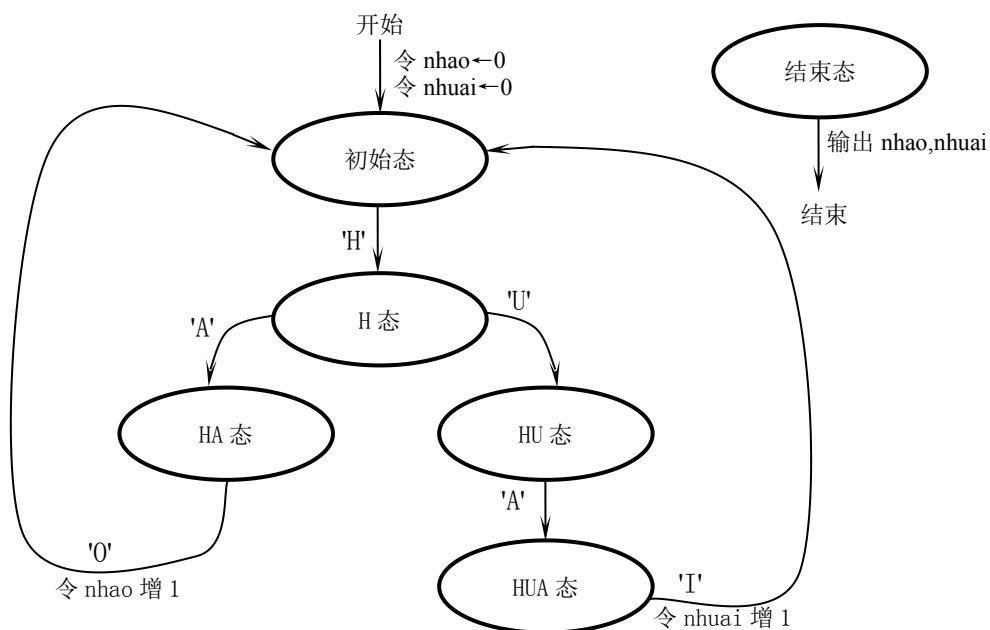 开始
令 nhao←0
令 nhuai←0
初始态
结束态
输出 nhao,nhuai
结束
'H'
H 态
'A'
'U'
HA 态
HU 态
'A'
'O'
令 nhao 增 1
HUA 态
'I'
令 nhuai 增 1